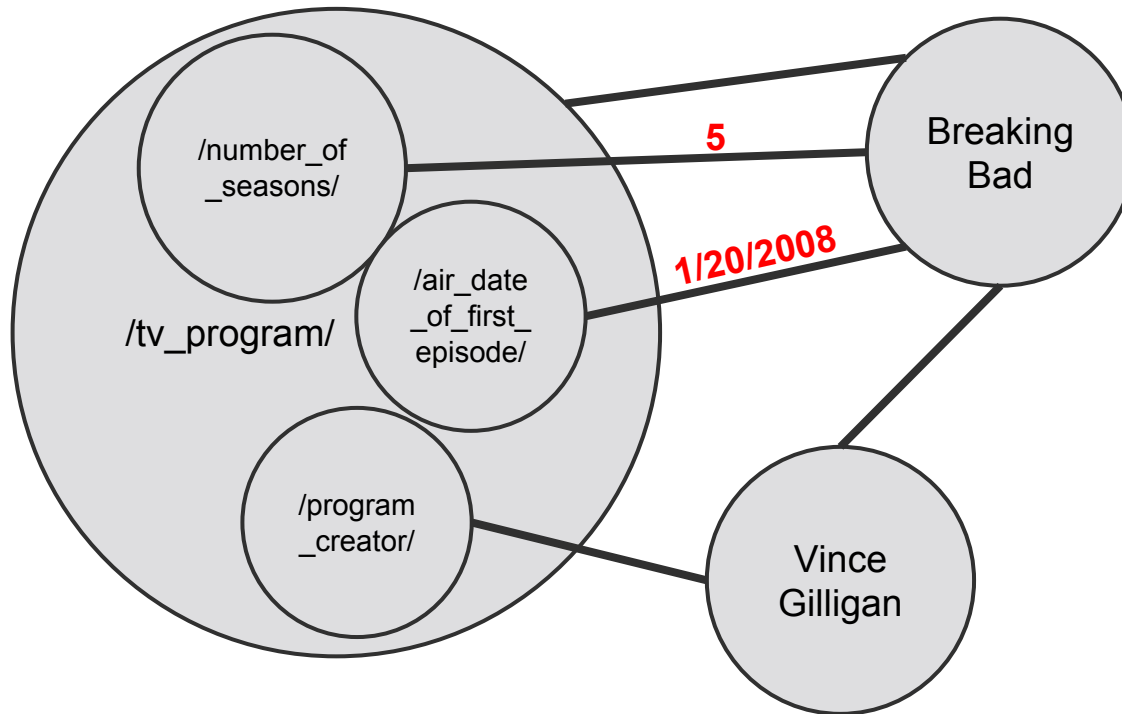 /number_of
_seasons/
5
Breaking
Bad
1/20/2008
/air_date
_of_first_
episode/
/tv_program/
/program
_creator/
Vince
Gilligan